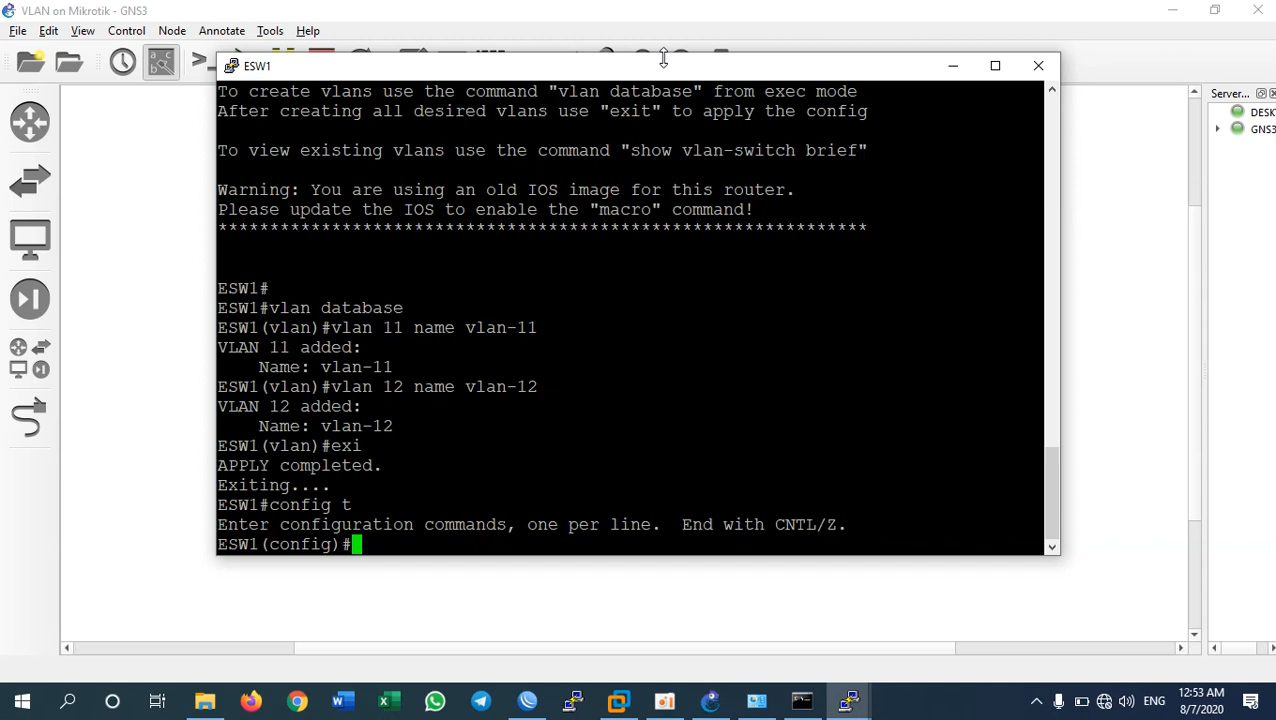 VLAN on Mikrotik - GNS3
File Edit View Control Node Annotate Tools Help
ESW1
To create vlans use the command "vlan database" from exec mode
After creating all desired vlans use "exit" to apply the config
To view existing vlans use the command "show vlan-switch brief"
Warning: You are using an old IOS image for this router.
Please update the IOS to enable the "macro" command!
***************************************************************
ESW1#
ESW1#vlan database
ESW1(vlan)#vlan 11 name vlan-11
VLAN 11 added:
Name: vlan-11
ESW1(vlan)#vlan 12 name vlan-12
VLAN 12 added:
Name: vlan-12
ESW1(vlan)#exi
APPLY completed.
Exiting....
ESW1#config t
Enter configuration commands, one per line. End with CNTL/Z.
ESW1(config)#
Server...
DESK
GNS3
ENG
12:53 AM
8/7/2020